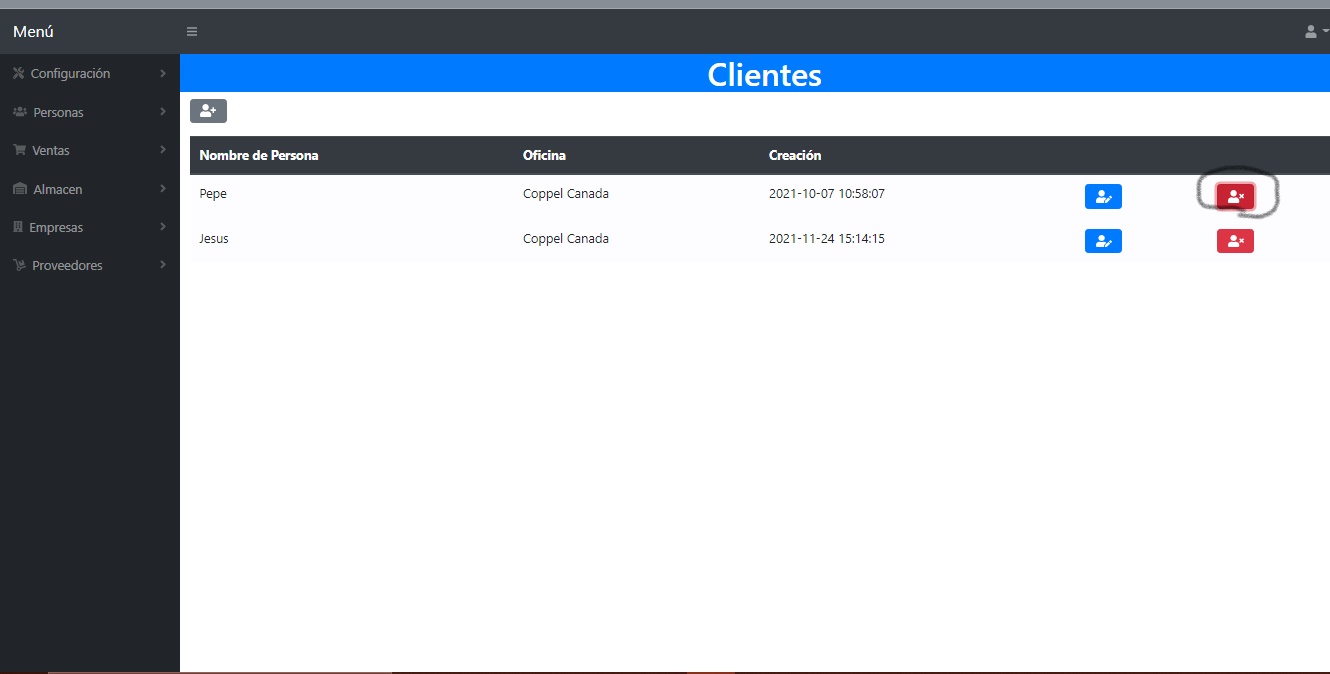 Menú
Clientes
Configuración
Personas
Ventas
Almacen
Empresas
Proveedores
Nombre de Persona Oficina Creación
Pepe Coppel Canada 2021-10-07 10:58:07
Jesus Coppel Canada 2021-11-24 15:14:15